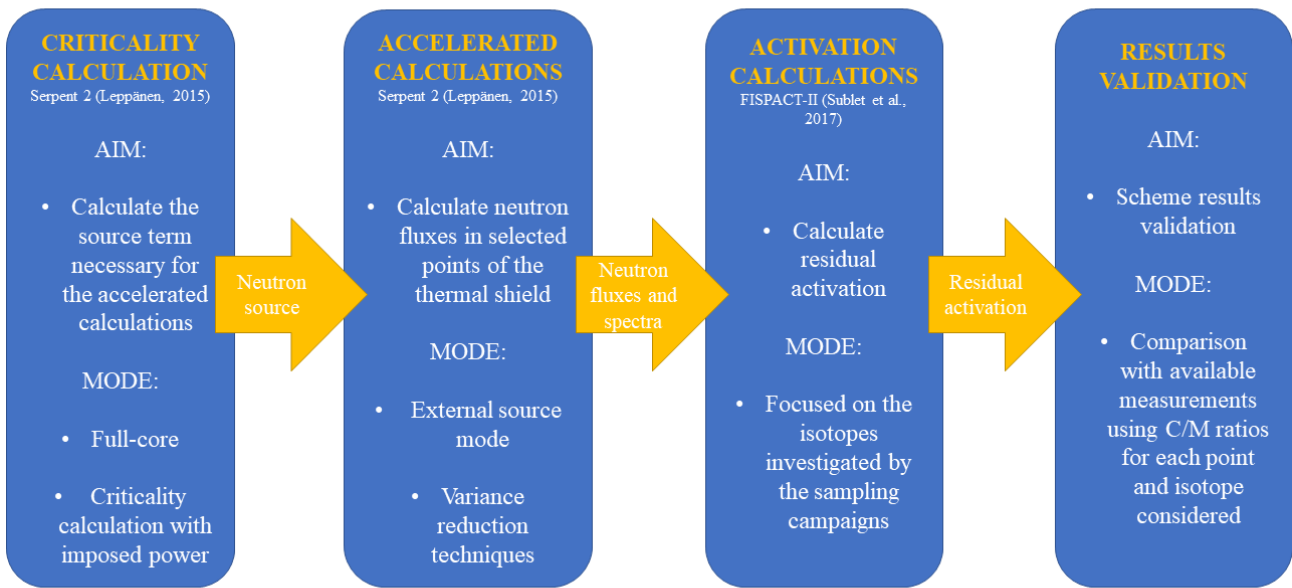 CRITICALITY
CALCULATION
Serpent 2 (Leppänen, 2015)
AIM:
• Calculate the
source term
necessary for
the accelerated
calculations
MODE:
• Full-core
• Criticality
calculation with
imposed power
Neutron
source
ACCELERATED
CALCULATIONS
Serpent 2 (Leppänen, 2015)
AIM:
• Calculate neutron
fluxes in selected
points of the
thermal shield
MODE:
• External source
mode
• Variance
reduction
techniques
Neutron
fluxes and
spectra
ACTIVATION
CALCULATIONS
FISPACT-II (Sublet et al.,
2017)
AIM:
• Calculate
residual
activation
MODE:
• Focused on the
isotopes
investigated by
the sampling
campaigns
Residual
activation
RESULTS
VALIDATION
AIM:
• Scheme results
validation
MODE:
• Comparison
with available
measurements
using C/M ratios
for each point
and isotope
considered